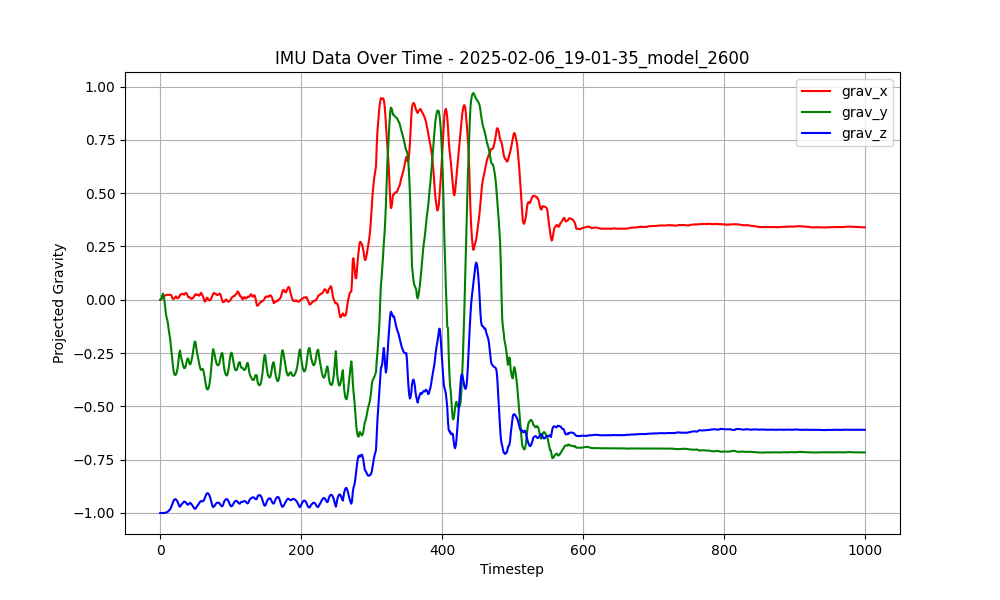 IMU Data Over Time - 2025-02-06_19-01-35_model_2600
grav_x
grav_y
grav_z
1.00
0.75
0.50
0.25
0.00
−0.25
−0.50
−0.75
−1.00
Projected Gravity
0 200 400 600 800 1000
Timestep